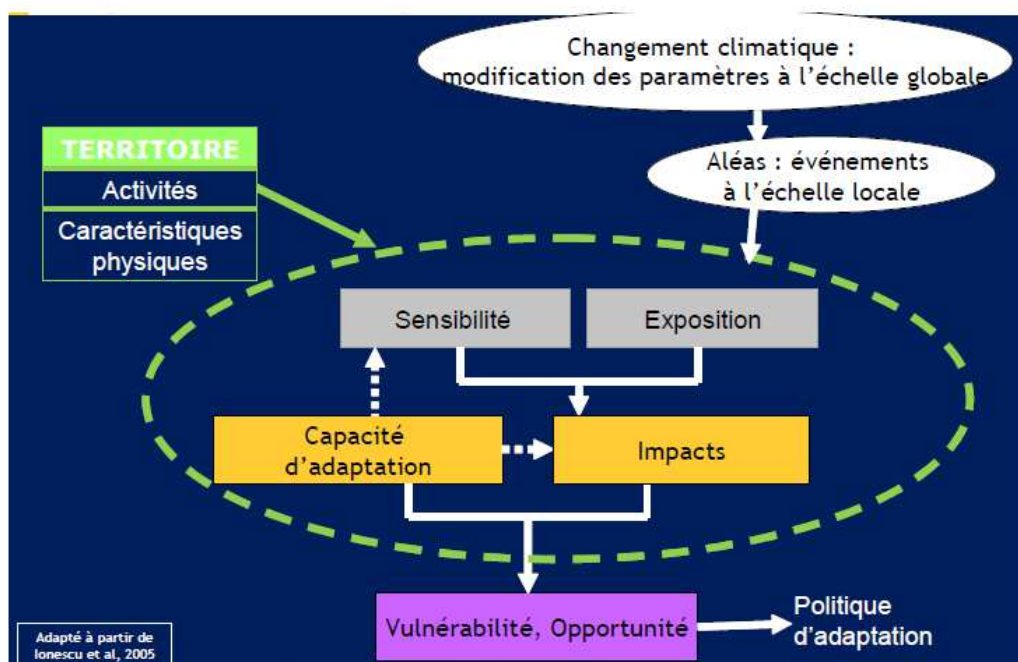 Changement climatique :
modification des paramètres à l'échelle globale
TERRITOIRE
Activités
Caractéristiques
physiques
Aléas : événements
à l'échelle locale
Sensibilité
Exposition
Capacité
d'adaptation
Impacts
Vulnérabilité, Opportunité
Politique
d'adaptation
Adapté à partir de
Ionescu et al, 2005